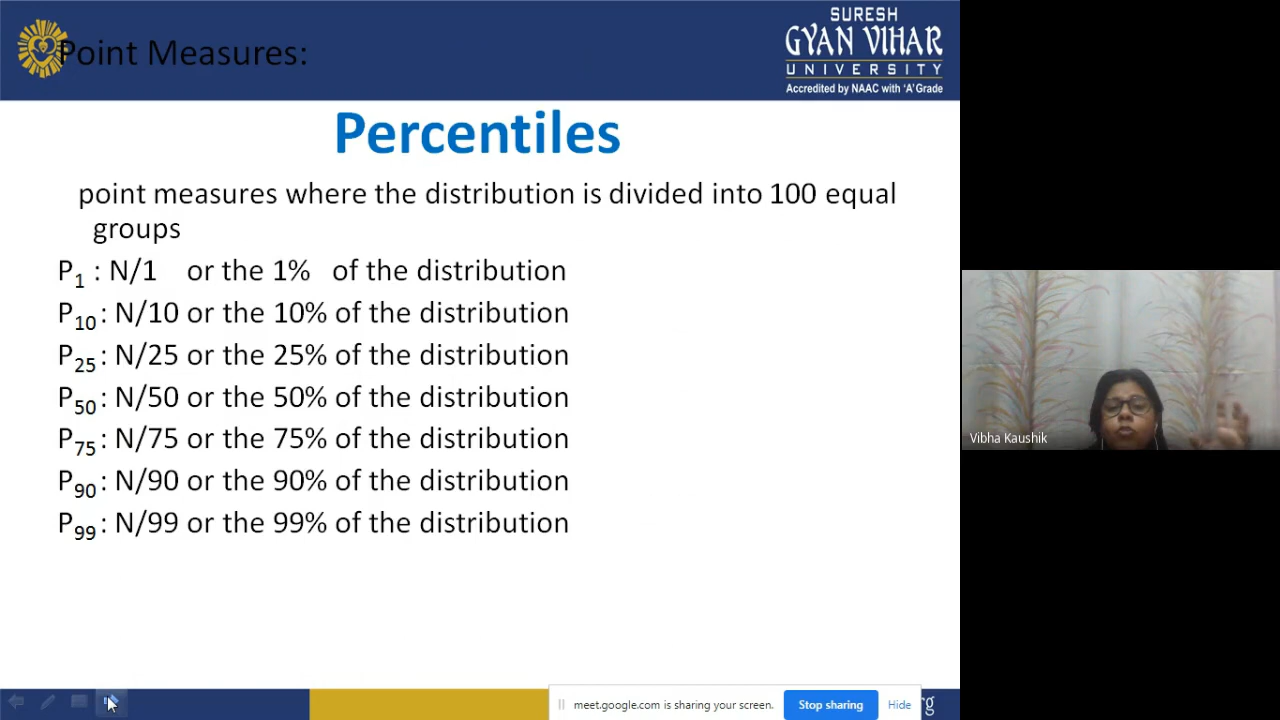 Point Measures:
SURESH
GYAN VIHAR
UNIVERSITY
Accredited by NAAC with 'A' Grade
Percentiles
point measures where the distribution is divided into 100 equal
groups
P1 : N/1 or the 1% of the distribution
P10 : N/10 or the 10% of the distribution
P25 : N/25 or the 25% of the distribution
P50 : N/50 or the 50% of the distribution
P75 : N/75 or the 75% of the distribution
P90 : N/90 or the 90% of the distribution
P99 : N/99 or the 99% of the distribution
Vibha Kaushik
meet.google.com is sharing your screen.
Stop sharing
Hide